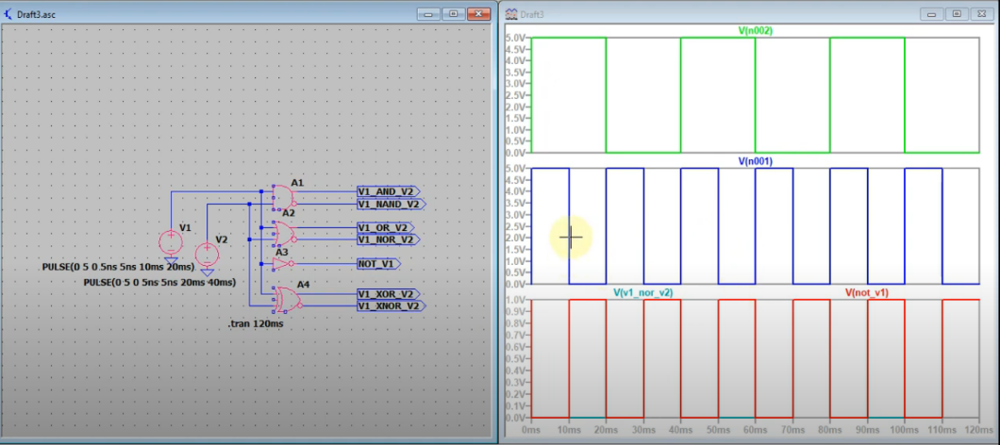 Draft3.asc
A1
V1_AND_V2
V1_NAND_V2
A2
V1
V1_OR_V2
V2
V1_NOR_V2
A3
NOT_V1
PULSE(0 5 0.5ns 5ns 10ms 20ms)
PULSE(0 5 0 5ns 5ns 20ms 40ms)
A4
V1_XOR_V2
V1_XNOR_V2
.tran 120ms
Draft3
V(n002)
5.0V
4.5V
4.0V
3.5V
3.0V
2.5V
2.0V
1.5V
1.0V
0.5V
0.0V
V(n001)
5.0V
4.5V
4.0V
3.5V
3.0V
2.5V
2.0V
1.5V
1.0V
0.5V
0.0V
V(v1_nor_v2) V(not_v1)
1.0V
0.9V
0.8V
0.7V
0.6V
0.5V
0.4V
0.3V
0.2V
0.1V
0.0V
0ms 10ms 20ms 30ms 40ms 50ms 60ms 70ms 80ms 90ms 100ms 110ms 120ms